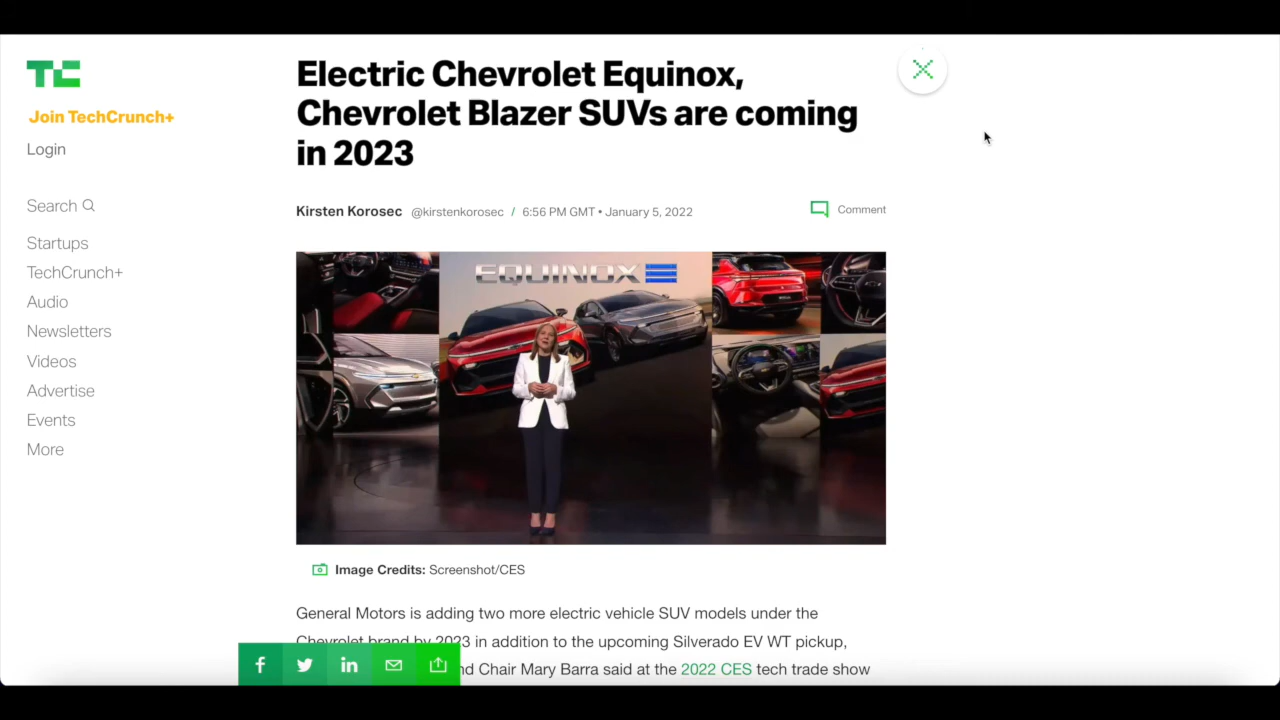 TC
Join TechCrunch+
Login
Search
Startups
TechCrunch+
Audio
Newsletters
Videos
Advertise
Events
More
Electric Chevrolet Equinox,
Chevrolet Blazer SUVs are coming
in 2023
Kirsten Korosec @kirstenkorosec / 6:56 PM GMT • January 5, 2022
Comment
EQUINOX
Image Credits: Screenshot/CES
General Motors is adding two more electric vehicle SUV models under the
Chevrolet brand by 2023 in addition to the upcoming Silverado EV WT pickup,
nd Chair Mary Barra said at the 2022 CES tech trade show
f
in